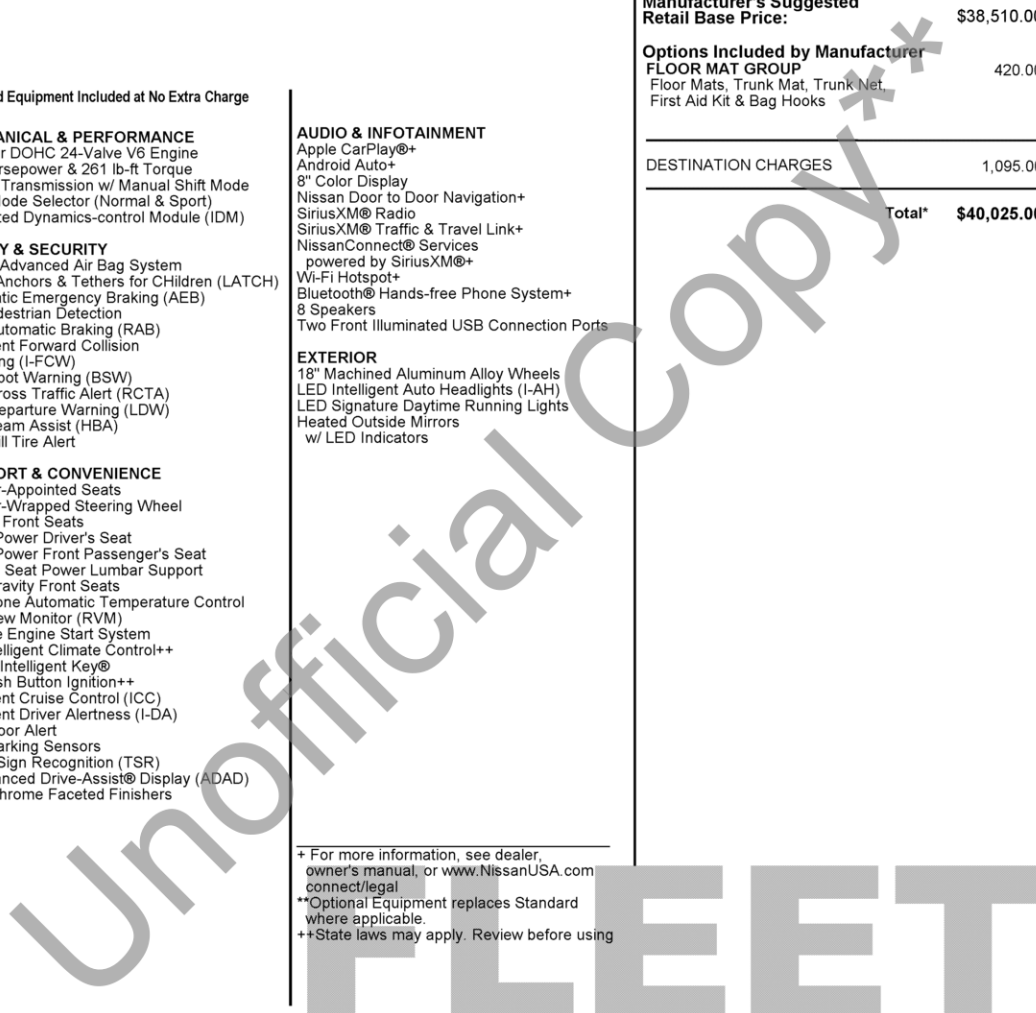 d Equipment Included at No Extra Charge
ANICAL & PERFORMANCE
r DOHC 24-Valve V6 Engine
rsepower & 261 lb-ft Torque
Transmission w/ Manual Shift Mode
Mode Selector (Normal & Sport)
ted Dynamics-control Module (IDM)
Y & SECURITY
Advanced Air Bag System
Anchors & Tethers for CHildren (LATCH)
tic Emergency Braking (AEB)
destrian Detection
utomatic Braking (RAB)
ent Forward Collision
ng (I-FCW)
pot Warning (BSW)
ross Traffic Alert (RCTA)
eparture Warning (LDW)
eam Assist (HBA)
ll Tire Alert
ORT & CONVENIENCE
r-Appointed Seats
r-Wrapped Steering Wheel
Front Seats
Power Driver's Seat
Power Front Passenger's Seat
Seat Power Lumbar Support
ravity Front Seats
one Automatic Temperature Control
ew Monitor (RVM)
e Engine Start System
elligent Climate Control++
Intelligent Key®
sh Button Ignition++
ent Cruise Control (ICC)
ent Driver Alertness (I-DA)
oor Alert
arking Sensors
Sign Recognition (TSR)
anced Drive-Assist® Display (ADAD)
hrome Faceted Finishers
AUDIO & INFOTAINMENT
Apple CarPlay®+
Android Auto+
8" Color Display
Nissan Door to Door Navigation+
SiriusXM® Radio
SiriusXM® Traffic & Travel Link+
NissanConnect® Services
powered by SiriusXM®+
Wi-Fi Hotspot+
Bluetooth® Hands-free Phone System+
8 Speakers
Two Front Illuminated USB Connection Ports
EXTERIOR
18" Machined Aluminum Alloy Wheels
LED Intelligent Auto Headlights (I-AH)
LED Signature Daytime Running Lights
Heated Outside Mirrors
w/ LED Indicators
+ For more information, see dealer,
owner's manual, or www.NissanUSA.com
connect/legal
**Optional Equipment replaces Standard
where applicable.
++State laws may apply. Review before using
Manufacturer's Suggested
Retail Base Price: $38,510.00
Options Included by Manufacturer
FLOOR MAT GROUP 420.00
Floor Mats, Trunk Mat, Trunk Net,
First Aid Kit & Bag Hooks
DESTINATION CHARGES 1,095.00
Total* $40,025.00
Unofficial Copy**
FLEET